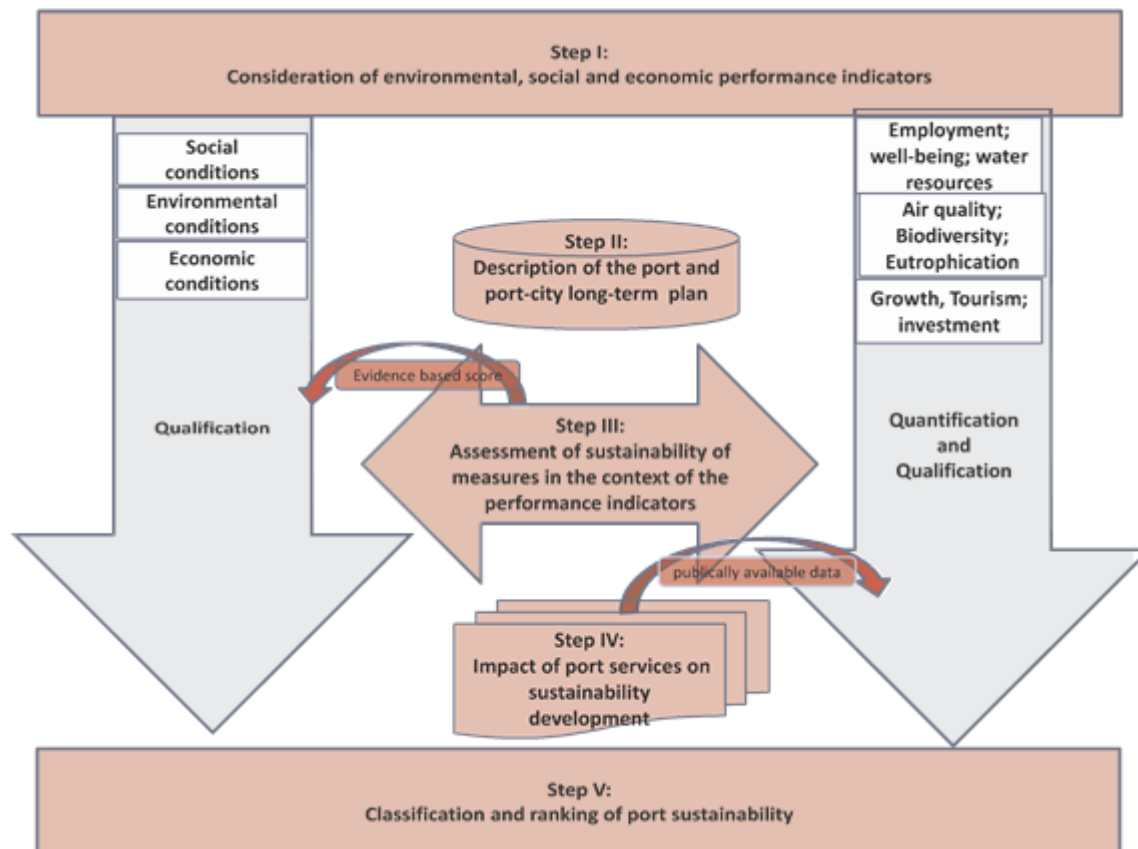 Step I:
Consideration of environmental, social and economic performance indicators
Social
conditions
Environmental
conditions
Economic
conditions
Qualification
Step II:
Description of the port and
port-city long-term plan
Evidence based score
Step III:
Assessment of sustainability of
measures in the context of the
performance indicators
publically available data
Step IV:
Impact of port services on
sustainability
development
Employment;
well-being; water
resources
Air quality;
Biodiversity;
Eutrophication
Growth, Tourism;
investment
Quantification
and
Qualification
Step V:
Classification and ranking of port sustainability